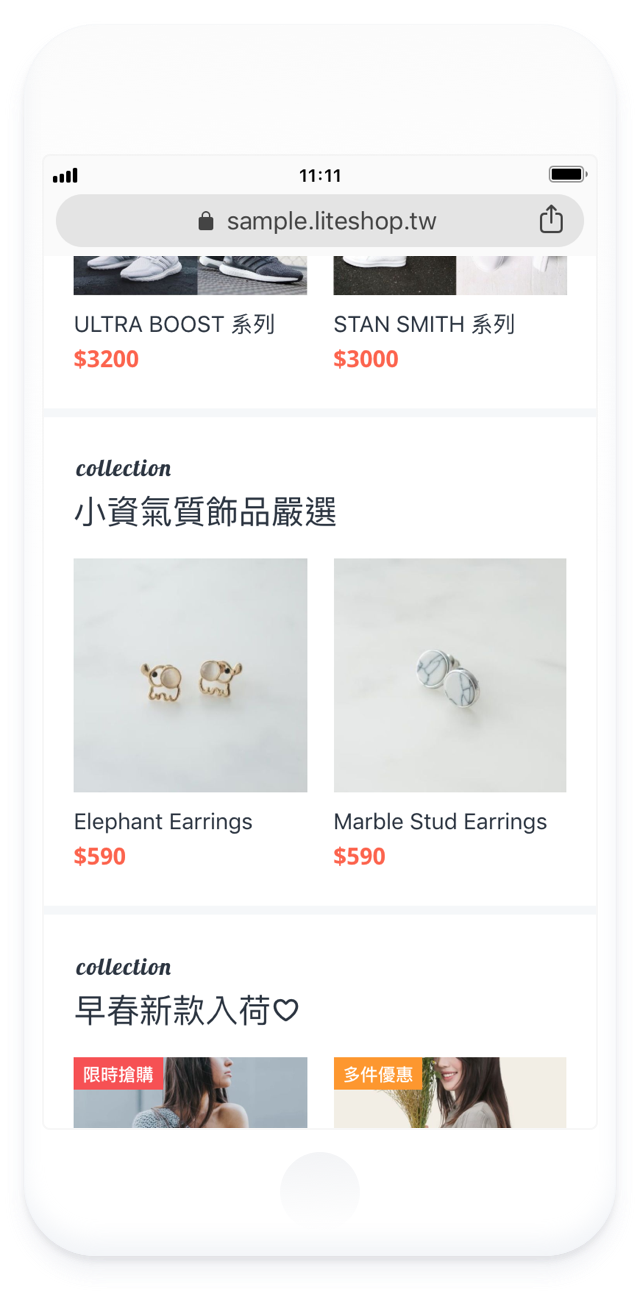 11:11
sample.liteshop.tw
ULTRA BOOST 系列
STAN SMITH 系列
$3200
$3000
collection
小資氣質飾品嚴選
Elephant Earrings
Marble Stud Earrings
$590
$590
collection
早春新款入荷♡
限時搶購
多件優惠